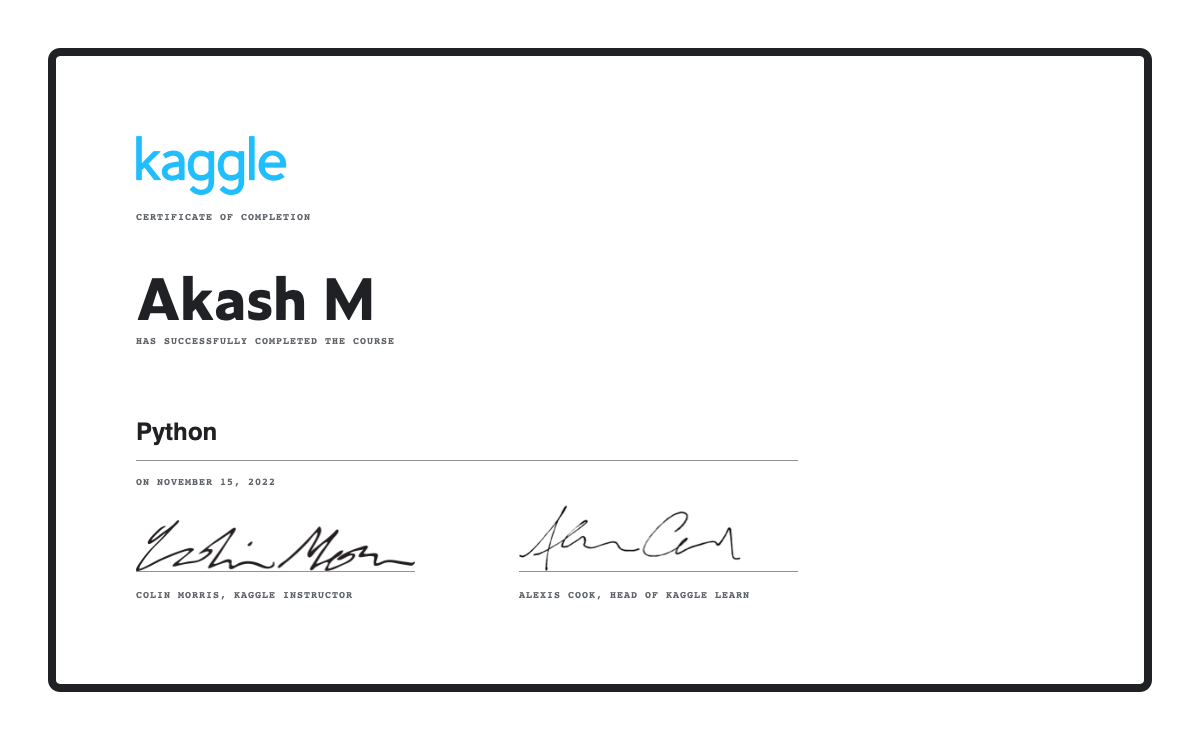 kaggle
CERTIFICATE OF COMPLETION
Akash M
HAS SUCCESSFULLY COMPLETED THE COURSE
Python
ON NOVEMBER 15, 2022
Colin Morris
Alexis Cook
COLIN MORRIS, KAGGLE INSTRUCTOR
ALEXIS COOK, HEAD OF KAGGLE LEARN